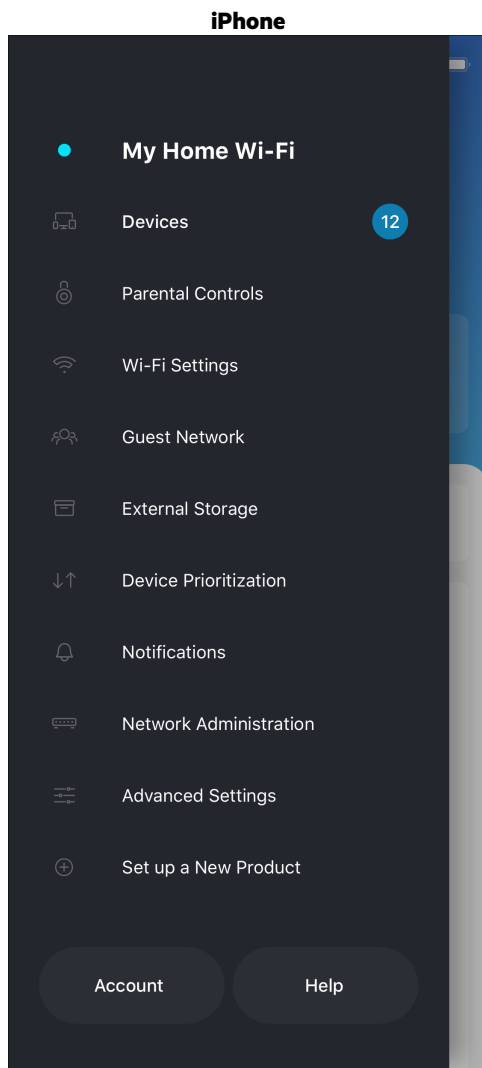 iPhone
My Home Wi-Fi
Devices 12
Parental Controls
Wi-Fi Settings
Guest Network
External Storage
Device Prioritization
Notifications
Network Administration
Advanced Settings
Set up a New Product
Account Help